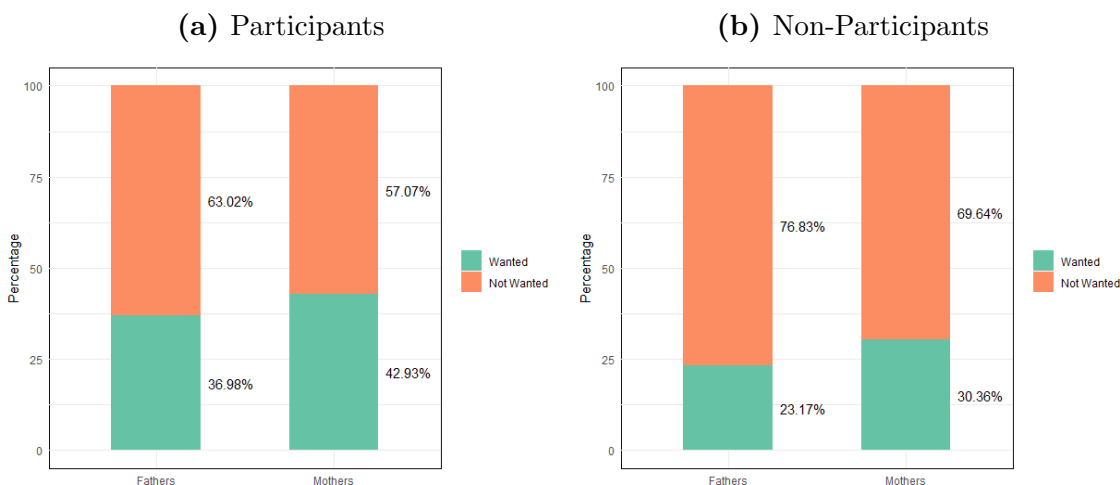 (a) Participants
100
75
50
25
0
Percentage
63.02%
57.07%
36.98%
42.93%
Fathers
Mothers
Wanted
Not Wanted
(b) Non-Participants
100
75
50
25
0
Percentage
76.83%
69.64%
23.17%
30.36%
Fathers
Mothers
Wanted
Not Wanted